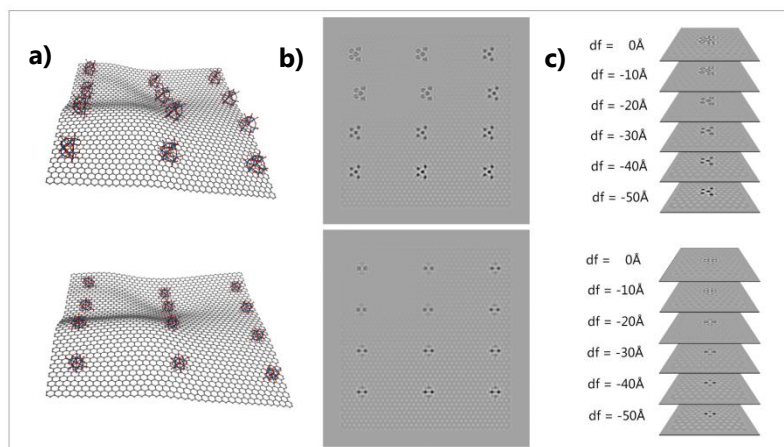 a)
b)
c)
df = 0Å
df = -10Å
df = -20Å
df = -30Å
df = -40Å
df = -50Å
df = 0Å
df = -10Å
df = -20Å
df = -30Å
df = -40Å
df = -50Å